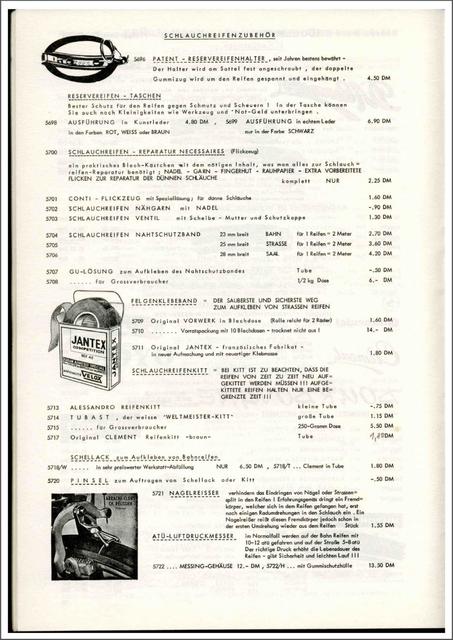 SCHLAUCHREIFENZUBEHÖR
5696 PATENT - RESERVEREIFENHALTER , seit Jahren bestens bewährt -
Der Halter wird am Sattel fest angeschraubt , der doppelte
Gummizug wird um den Reifen gespannt und eingehängt . 4.50 DM
RESERVEREIFEN - TASCHEN
Bester Schutz für den Reifen gegen Schmutz und Scheuern ! In der Tasche können
Sie auch noch Kleinigkeiten wie Werkzeug und "Not-Geld unterbringen .
5698 AUSFÜHRUNG in Kunstleder 4.80 DM , 5699 AUSFÜHRUNG in echtem Leder 6,90 DM
in den Farben ROT, WEISS oder BRAUN nur in der Farbe SCHWARZ
5700 SCHLAUCHREIFEN - REPARATUR NECESSAIRES (Flickzeug)
ein praktisches Blech-Kästchen mit dem nötigen Inhalt, was man alles zur Schlauch=
reifen-Reparatur benötigt ; NADEL - GARN - FINGERHUT - RAUHPAPIER - EXTRA VORBEREITETE
FLICKEN ZUR REPARATUR DER DÜNNEN SCHLÄUCHE komplett NUR 2.25 DM
5701 CONTI - FLICKZEUG mit Speziallösung ; für dünne Schläuche 1.60 DM
5702 SCHLAUCHREIFEN NÄHGARN mit NADEL -.90 DM
5703 SCHLAUCHREIFEN VENTIL mit Scheibe - Mutter und Schutzkappe 1.30 DM
5704 SCHLAUCHREIFEN NAHTSCHUTZBAND 23 mm breit BAHN für 1 Reifen = 2 Meter 2.70 DM
5705 25 mm breit STRASSE für 1 Reifen = 2 Meter 3.60 DM
5706 28 mm breit SAAL für 1 Reifen = 2 Meter 4.20 DM
5707 GU-LÖSUNG zum Aufkleben des Nahtschutzbandes Tube -.50 DM
5708 ...... für Grossverbraucher 1/2 kg Dose 6.- DM
FELGENKLEBEBAND = DER SAUBERSTE UND SICHERSTE WEG
ZUM AUFKLEBEN VON STRASSEN REIFEN
5709 Original VORWERK in Blechdose (Rolle reicht für 2 Räder) 1.60 DM
5710 ........ Vorratspackung mit 10 Blechdosen - trocknet nicht aus ! 14.- DM
5711 Original JANTEX - französisches Fabrikat -
in neuer Aufmachung und mit neuartiger Klebmasse 1.80 DM
JANTEX
COMPETITION
JANTEX
VELOX
SCHLAUCHREIFENKITT = BEI KITT IST ZU BEACHTEN, DASS DIE
REIFEN VON ZEIT ZU ZEIT NEU AUF=
GEKITTET WERDEN MÜSSEN !!! AUFGE=
KITTETE REIFEN HALTEN NUR EINE BE=
GRENZTE ZEIT !!!
5713 ALESSANDRO REIFENKITT kleine Tube -.75 DM
5714 TUBAST , der weisse "WELTMEISTER-KITT" große Tube 1.15 DM
5715 ...... für Grossverbraucher 250-Gramm Dose 5.50 DM
5717 Original CLEMENT Reifenkitt -braun- Tube DM
SCHELLACK zum Aufkleben von Bahnreifen
5718/W ..... in sehr preiswerter Werkstatt-Abfüllung NUR 6.50 DM , 5718/T ... Clement in Tube 1.80 DM
5720 PINSEL zum Auftragen von Schellack oder Kitt -.50 DM
5721 NAGELREISSER verhindern das Eindringen von Nägel oder Strassen=
split in den Reifen ! Erfahrungsgemäs dringt ein Fremd=
körper, welcher sich in den Reifen gefangen hat, erst
nach einigen Radumdrehungen in den Schlauch ein . Ein
Nagelreißer reißt diesen Fremdkörper jedoch schon in
der ersten Umdrehung wieder aus dem Reifen Stück 1.55 DM
ATÜ-LUFTDRUCKMESSER im Normalfall werden auf der Bahn Reifen mit
10-12 atü gefahren und auf der Straße 5-8 atü
Der richtige Druck erhöht die Lebensdauer des
Reifen - gibt Sicherheit und leichten Lauf !!!
5722 .... MESSING-GEHÄUSE 12.- DM , 5722/H ... mit Gummischutzhülle 13.50 DM